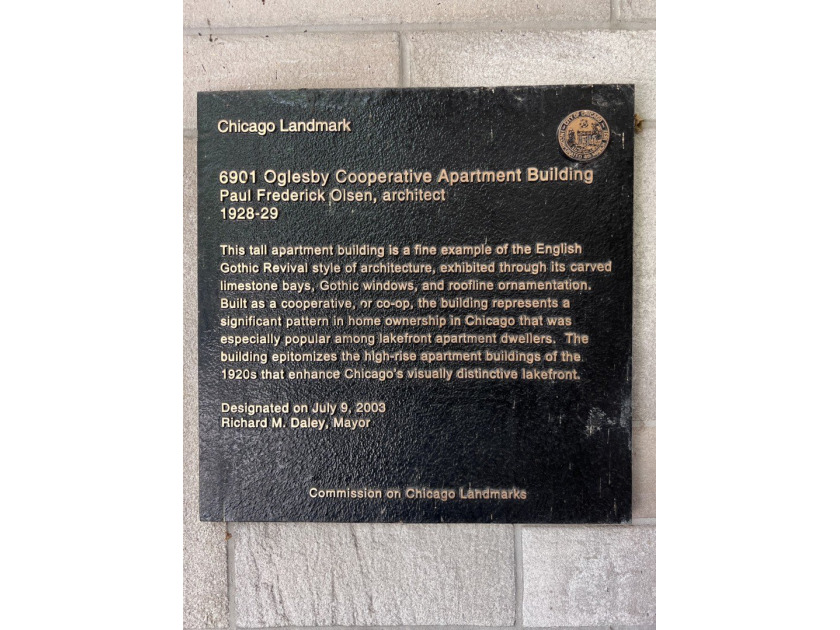 Chicago Landmark
6901 Oglesby Cooperative Apartment Building
Paul Frederick Olsen, architect
1928-29
This tall apartment building is a fine example of the English
Gothic Revival style of architecture, exhibited through its carved
limestone bays, Gothic windows, and roofline ornamentation.
Built as a cooperative, or co-op, the building represents a
significant pattern in home ownership in Chicago that was
especially popular among lakefront apartment dwellers. The
building epitomizes the high-rise apartment buildings of the
1920s that enhance Chicago's visually distinctive lakefront.
Designated on July 9, 2003
Richard M. Daley, Mayor
Commission on Chicago Landmarks